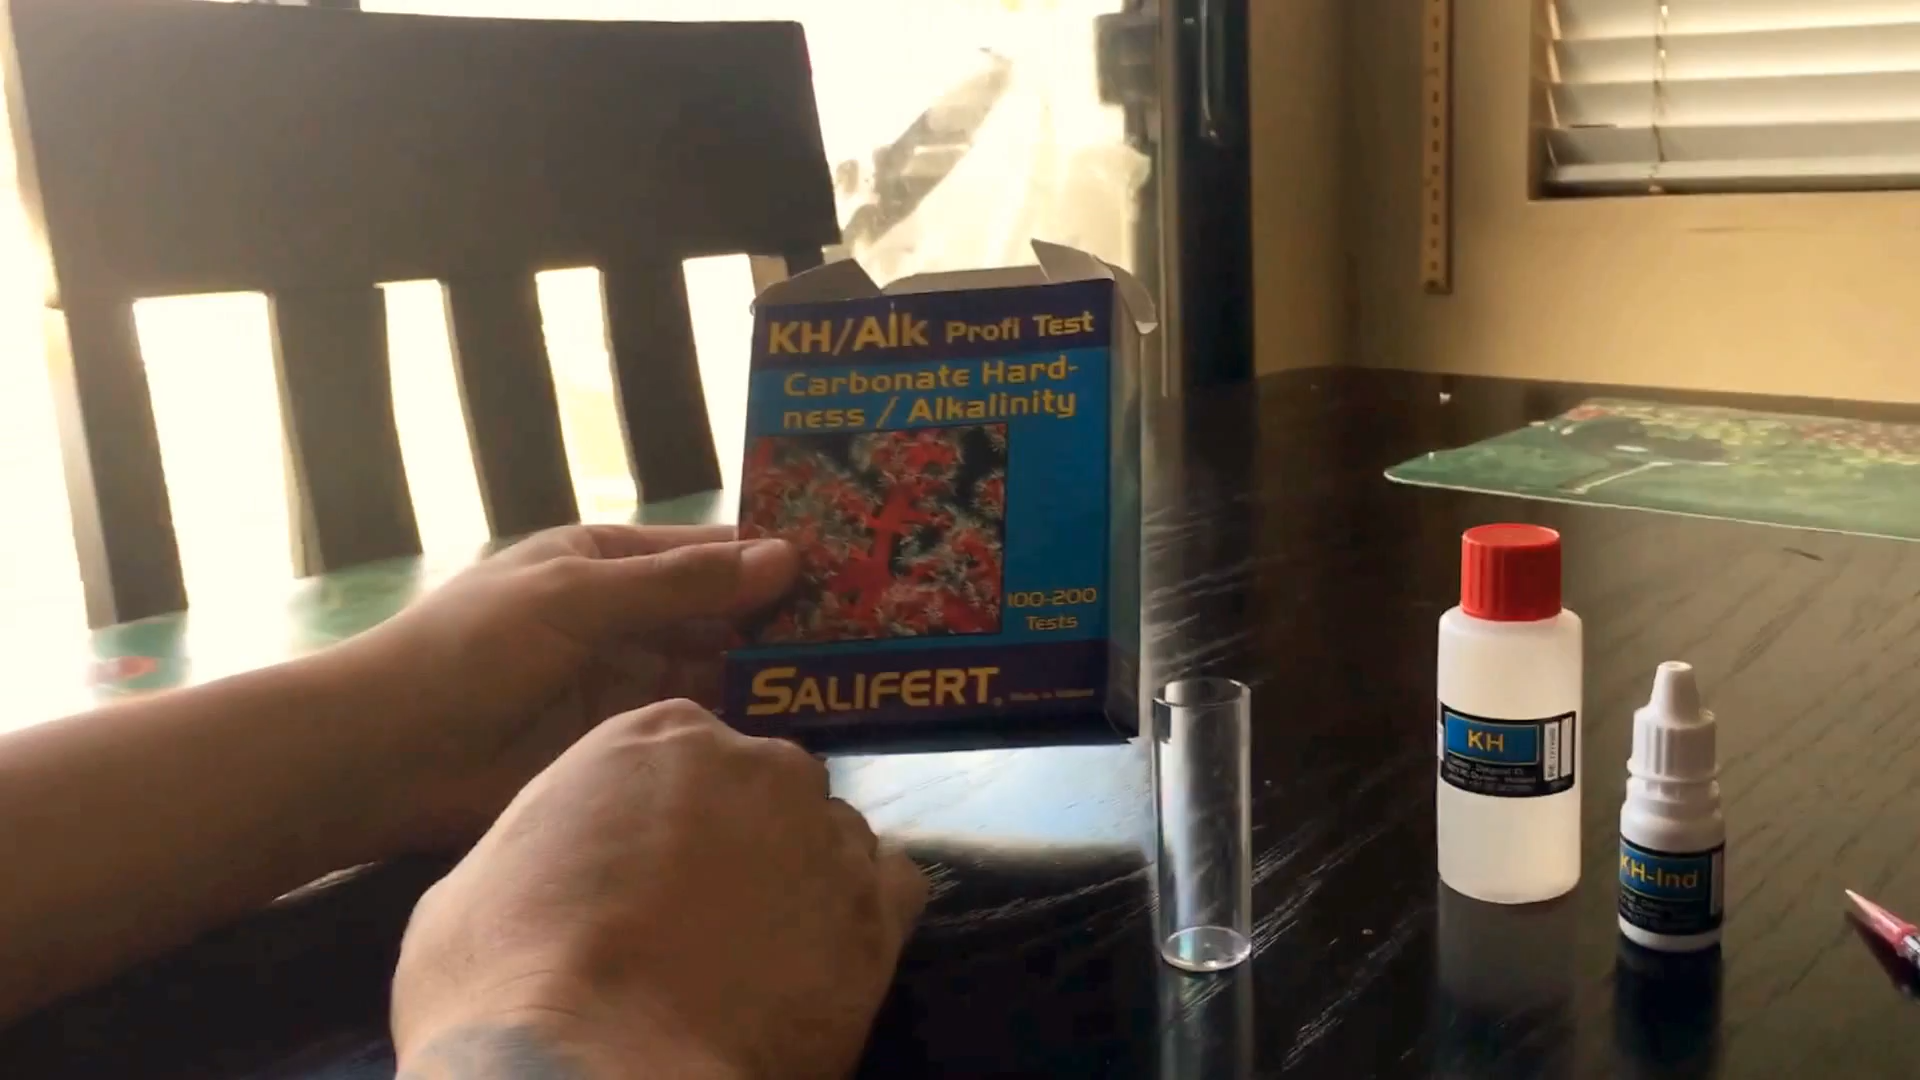 KH/Alk Profi Test
Carbonate Hard-
ness / Alkalinity
100-200
Tests
SALIFERT
KH
KH-Ind